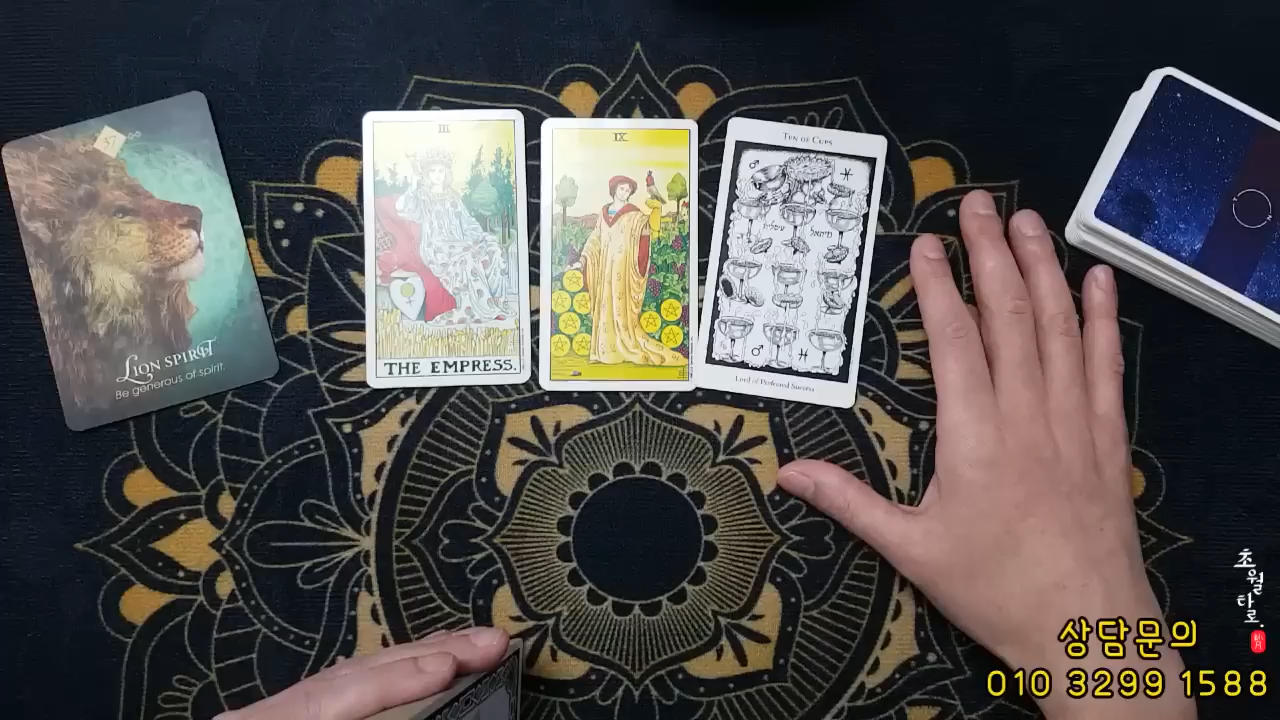 57
LION SPIRIT
Be generous of spirit.
III
THE EMPRESS.
IX
TEN OF CUPS
Lord of Perfected Success
초월
타로.
상담문의
010 3299 1588